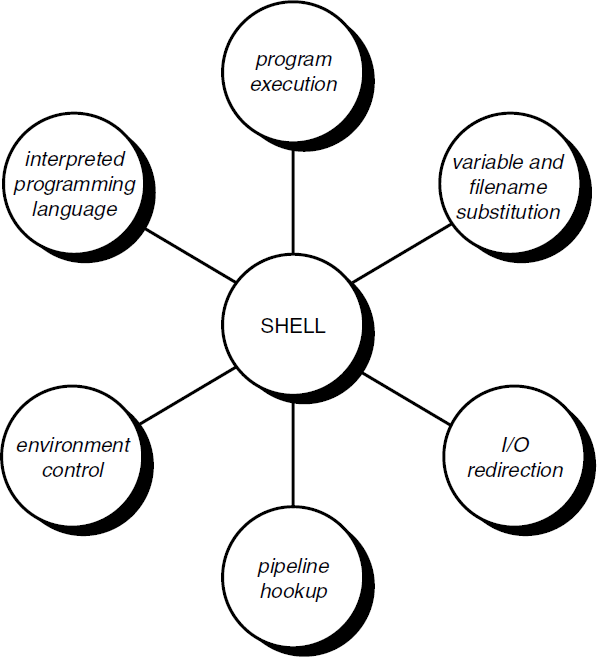 program
execution
interpreted
programming
language
variable and
filename
substitution
SHELL
environment
control
I/O
redirection
pipeline
hookup